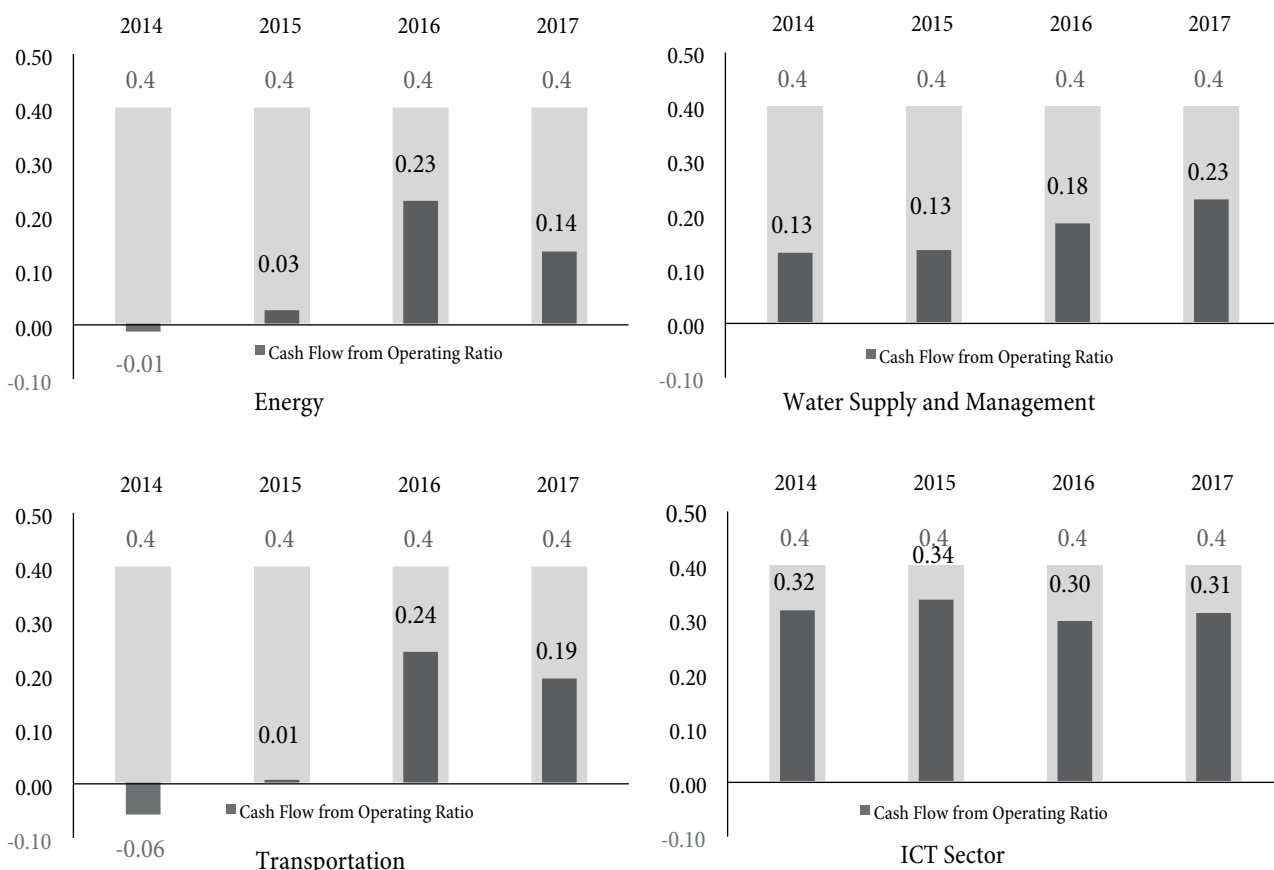 2014 2015 2016 2017
0.50
0.4 0.4 0.4 0.4
0.40
0.30
0.23
0.20
0.14
0.10
0.03
0.00
-0.01
-0.10
Cash Flow from Operating Ratio
Energy
2014 2015 2016 2017
0.50
0.4 0.4 0.4 0.4
0.40
0.30
0.23
0.18
0.20
0.13 0.13
0.10
0.00
-0.10
Cash Flow from Operating Ratio
Water Supply and Management
2014 2015 2016 2017
0.50
0.4 0.4 0.4 0.4
0.40
0.30
0.24
0.19
0.20
0.10
0.01
0.00
-0.10
-0.06
Cash Flow from Operating Ratio
Transportation
2014 2015 2016 2017
0.50
0.4 0.4 0.4 0.4
0.40
0.32 0.34 0.30 0.31
0.30
0.20
0.10
0.00
-0.10
Cash Flow from Operating Ratio
ICT Sector